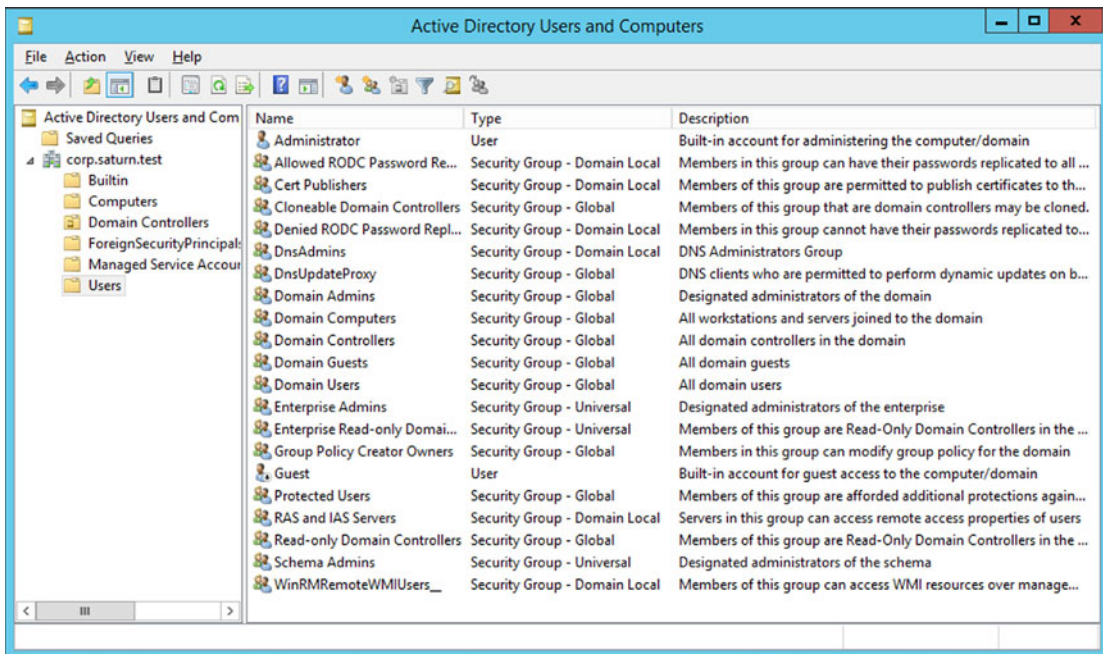 Active Directory Users and Computers
File Action View Help
Active Directory Users and Com
Saved Queries
corp.saturn.test
Builtin
Computers
Domain Controllers
ForeignSecurityPrincipal:
Managed Service Accour
Users
Name Type Description
Administrator User Built-in account for administering the computer/domain
Allowed RODC Password Re... Security Group - Domain Local Members in this group can have their passwords replicated to all ...
Cert Publishers Security Group - Domain Local Members of this group are permitted to publish certificates to th...
Cloneable Domain Controllers Security Group - Global Members of this group that are domain controllers may be cloned.
Denied RODC Password Repl... Security Group - Domain Local Members in this group cannot have their passwords replicated to...
DnsAdmins Security Group - Domain Local DNS Administrators Group
DnsUpdateProxy Security Group - Global DNS clients who are permitted to perform dynamic updates on b...
Domain Admins Security Group - Global Designated administrators of the domain
Domain Computers Security Group - Global All workstations and servers joined to the domain
Domain Controllers Security Group - Global All domain controllers in the domain
Domain Guests Security Group - Global All domain guests
Domain Users Security Group - Global All domain users
Enterprise Admins Security Group - Universal Designated administrators of the enterprise
Enterprise Read-only Domai... Security Group - Universal Members of this group are Read-Only Domain Controllers in the ...
Group Policy Creator Owners Security Group - Global Members in this group can modify group policy for the domain
Guest User Built-in account for guest access to the computer/domain
Protected Users Security Group - Global Members of this group are afforded additional protections again...
RAS and IAS Servers Security Group - Domain Local Servers in this group can access remote access properties of users
Read-only Domain Controllers Security Group - Global Members of this group are Read-Only Domain Controllers in the ...
Schema Admins Security Group - Universal Designated administrators of the schema
WinRMRemoteWMIUsers__ Security Group - Domain Local Members of this group can access WMI resources over manage...